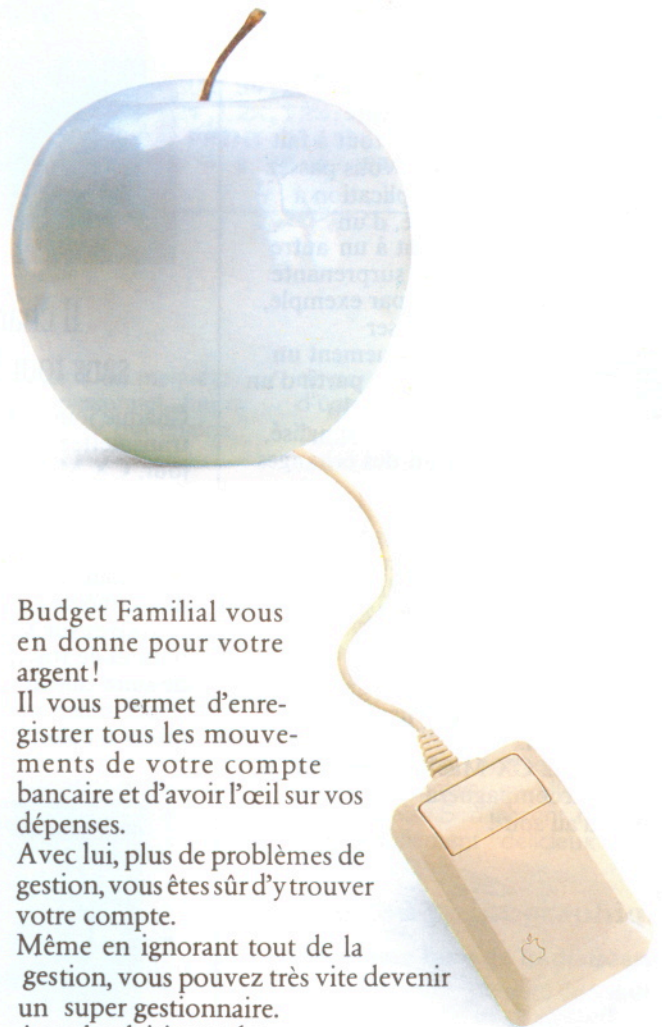 Budget Familial vous
en donne pour votre
argent!
Il vous permet d'enre-
gistrer tous les mouve-
ments de votre compte
bancaire et d'avoir l'œil sur vos
dépenses.
Avec lui, plus de problèmes de
gestion, vous êtes sûr d'y trouver
votre compte.
Même en ignorant tout de la
gestion, vous pouvez très vite devenir
un super gestionnaire.